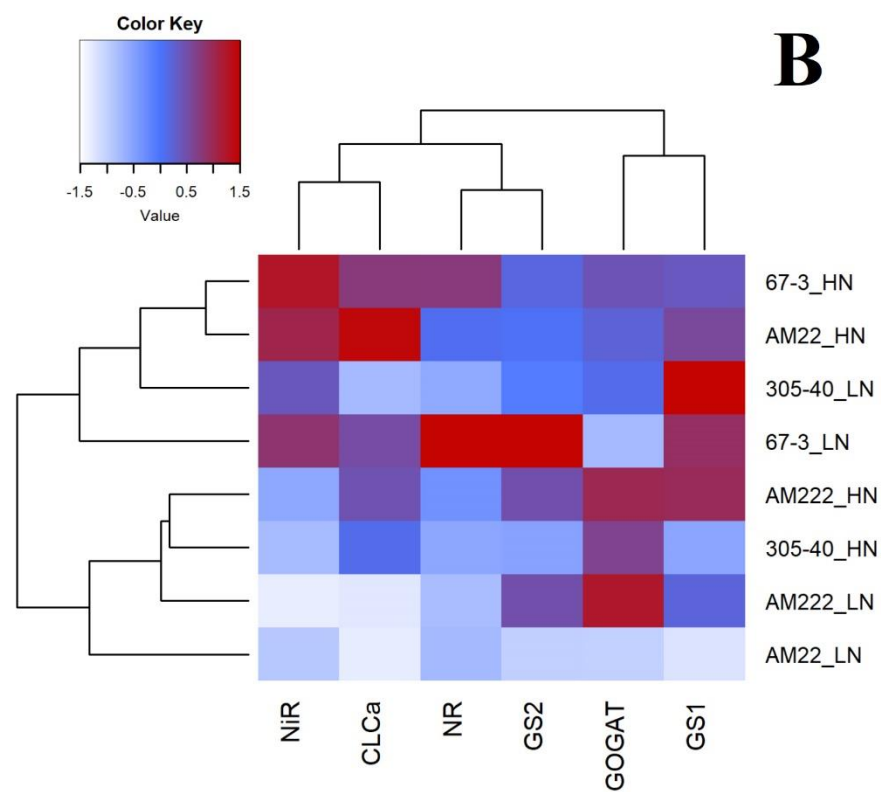 Color Key
B
-1.5 -0.5 0.5 1.5
Value
67-3_HN
AM22_HN
305-40_LN
67-3_LN
AM222_HN
305-40_HN
AM222_LN
AM22_LN
NiR CLCa NR GS2 GOGAT GS1